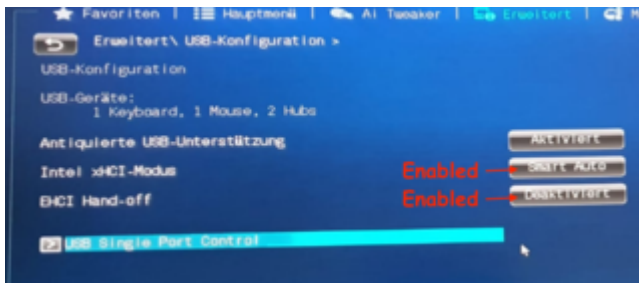 Favoriten | Hauptmenü | Ai Tweaker | Erweitert | M
Erweitert\ USB-Konfiguration >
USB-Konfiguration
USB-Geräte:
1 Keyboard, 1 Mouse, 2 Hubs
Antiquierte USB-Unterstützung Aktiviert
Intel xHCI-Modus Enabled Smart Auto
EHCI Hand-off Enabled Deaktiviert
USB Single Port Control